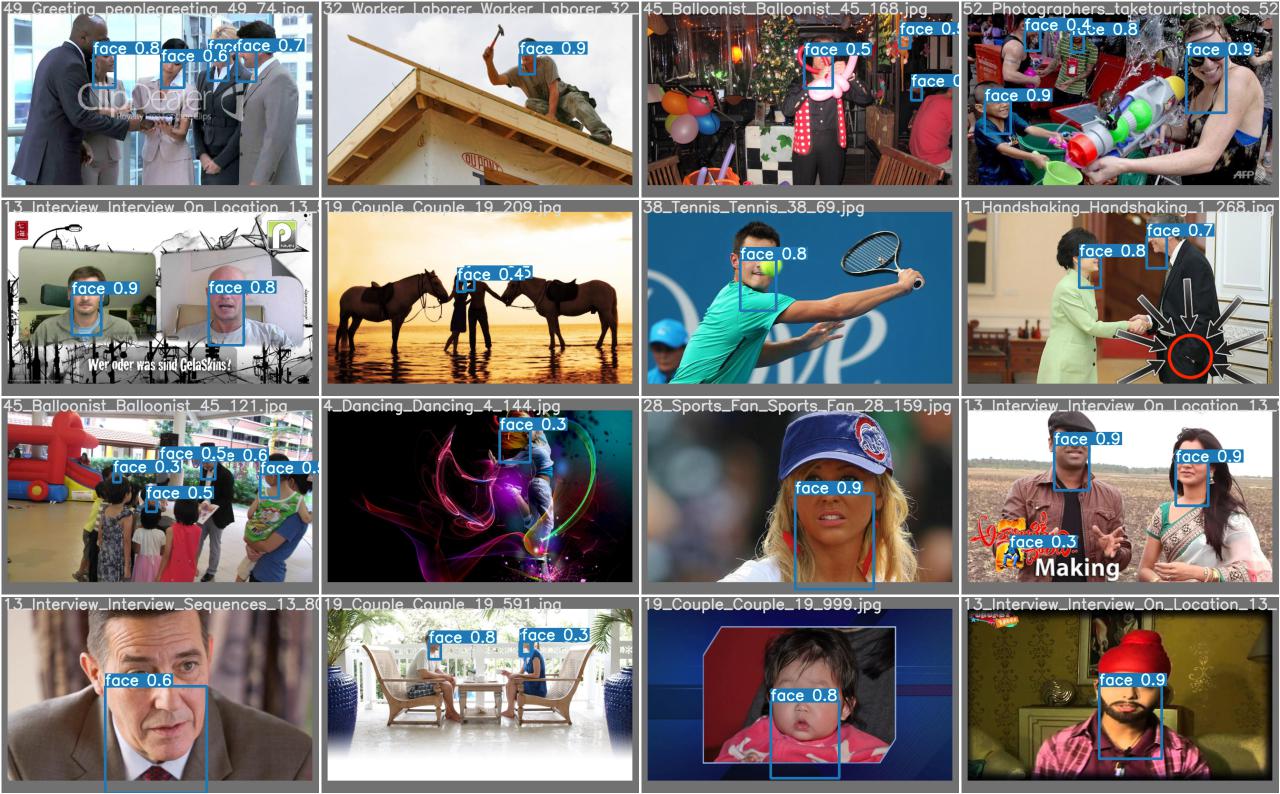 49_Greeting_peoplegreeting_49_74.jpg
face 0.8
face 0.6
face
face 0.7
ClipDealer
32_Worker_Laborer_Worker_Laborer_32_
face 0.9
DUPONT
45_Balloonist_Balloonist_45_168.jpg
face 0.5
face 0.
face 0
52_Photographers_taketouristphotos_52
face 0.4
face 0.8
face 0.9
face 0.9
AFP
13_Interview_Interview_On_Location_13_
face 0.9
face 0.8
P
NMN
Wer oder was sind GelaSkins?
19_Couple_Couple_19_209.jpg
face 0.4
38_Tennis_Tennis_38_69.jpg
face 0.8
1_Handshaking_Handshaking_1_268.jpg
face 0.8
face 0.7
45_Balloonist_Balloonist_45_121.jpg
face 0.3
face 0.5
e 0.6
face 0.
face 0.5
4_Dancing_Dancing_4_144.jpg
face 0.3
28_Sports_Fan_Sports_Fan_28_159.jpg
face 0.9
13_Interview_Interview_On_Location_13_
face 0.9
face 0.9
face 0.3
Making
13_Interview_Interview_Sequences_13_80
face 0.6
19_Couple_Couple_19_591.jpg
face 0.8
face 0.3
19_Couple_Couple_19_999.jpg
face 0.8
13_Interview_Interview_On_Location_13_
face 0.9